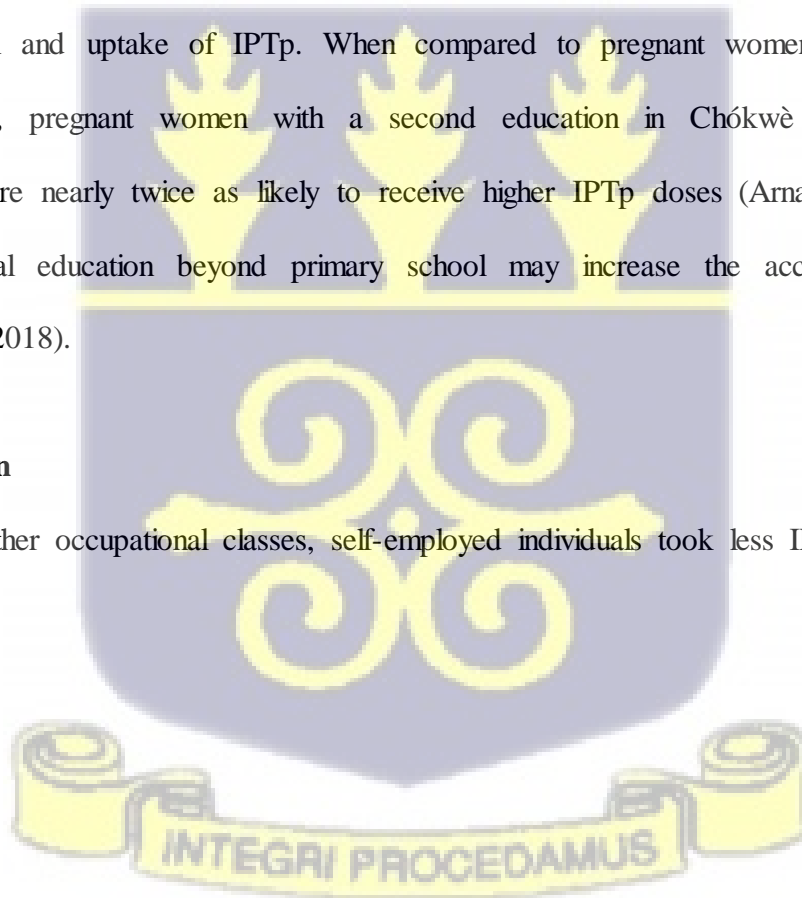 and uptake of IPTp. When compared to pregnant women
, pregnant women with a second education in Chókwè
re nearly twice as likely to receive higher IPTp doses (Arna
al education beyond primary school may increase the acc
2018).
n
ther occupational classes, self-employed individuals took less
INTEGRI PROCEDAMUS